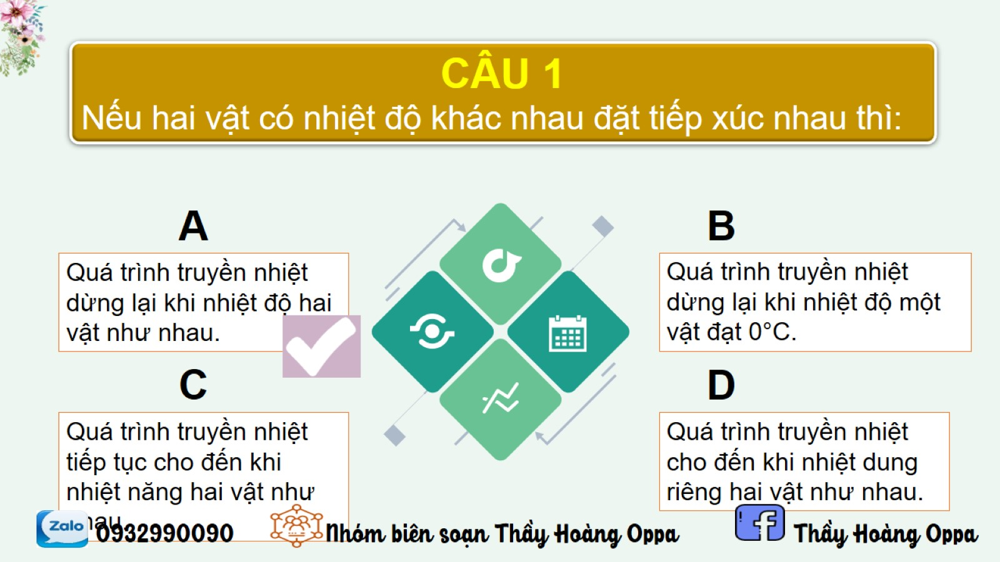 CÂU 1
Nếu hai vật có nhiệt độ khác nhau đặt tiếp xúc nhau thì:
A
Quá trình truyền nhiệt
dừng lại khi nhiệt độ hai
vật như nhau.
B
Quá trình truyền nhiệt
dừng lại khi nhiệt độ một
vật đạt 0°C.
C
Quá trình truyền nhiệt
tiếp tục cho đến khi
nhiệt năng hai vật như
nhau.
D
Quá trình truyền nhiệt
cho đến khi nhiệt dung
riêng hai vật như nhau.
Zalo 0932990090
Nhóm biên soạn Thầy Hoàng Oppa
Thầy Hoàng Oppa